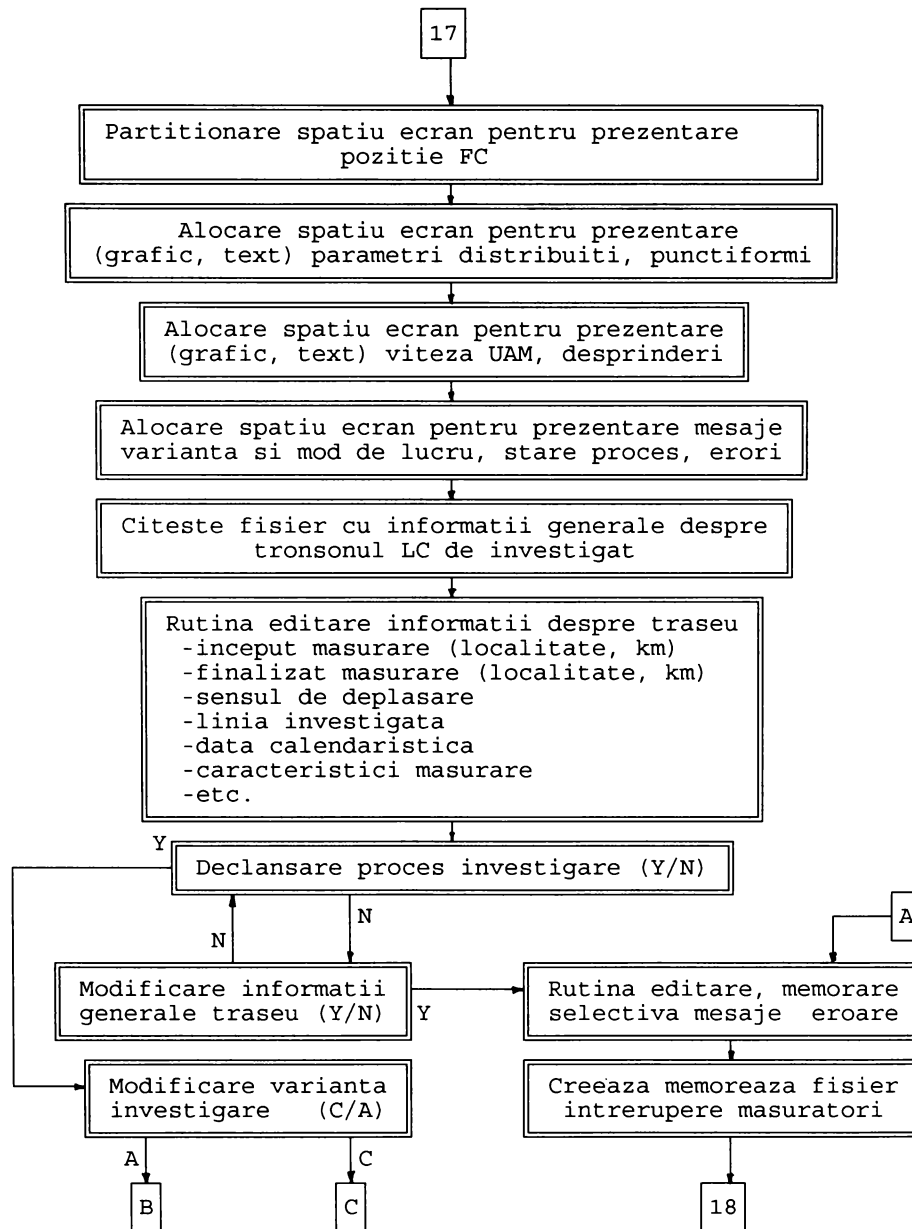 17
Partitionare spatiu ecran pentru prezentare
pozitie FC
Alocare spatiu ecran pentru prezentare
(grafic, text) parametri distribuiti, punctiformi
Alocare spatiu ecran pentru prezentare
(grafic, text) viteza UAM, desprinderi
Alocare spatiu ecran pentru prezentare mesaje
varianta si mod de lucru, stare proces, erori
Citeste fisier cu informatii generale despre
tronsonul LC de investigat
Rutina editare informatii despre traseu
-inceput masurare (localitate, km)
-finalizat masurare (localitate, km)
-sensul de deplasare
-linia investigata
-data calendaristica
-caracteristici masurare
-etc.
Y
Declansare proces investigare (Y/N)
N
N
A
Modificare informatii
generale traseu (Y/N)
Y
Rutina editare, memorare
selectiva mesaje eroare
Modificare varianta
investigare (C/A)
Creeaza memoreaza fisier
intrerupere masuratori
A
C
B
C
18